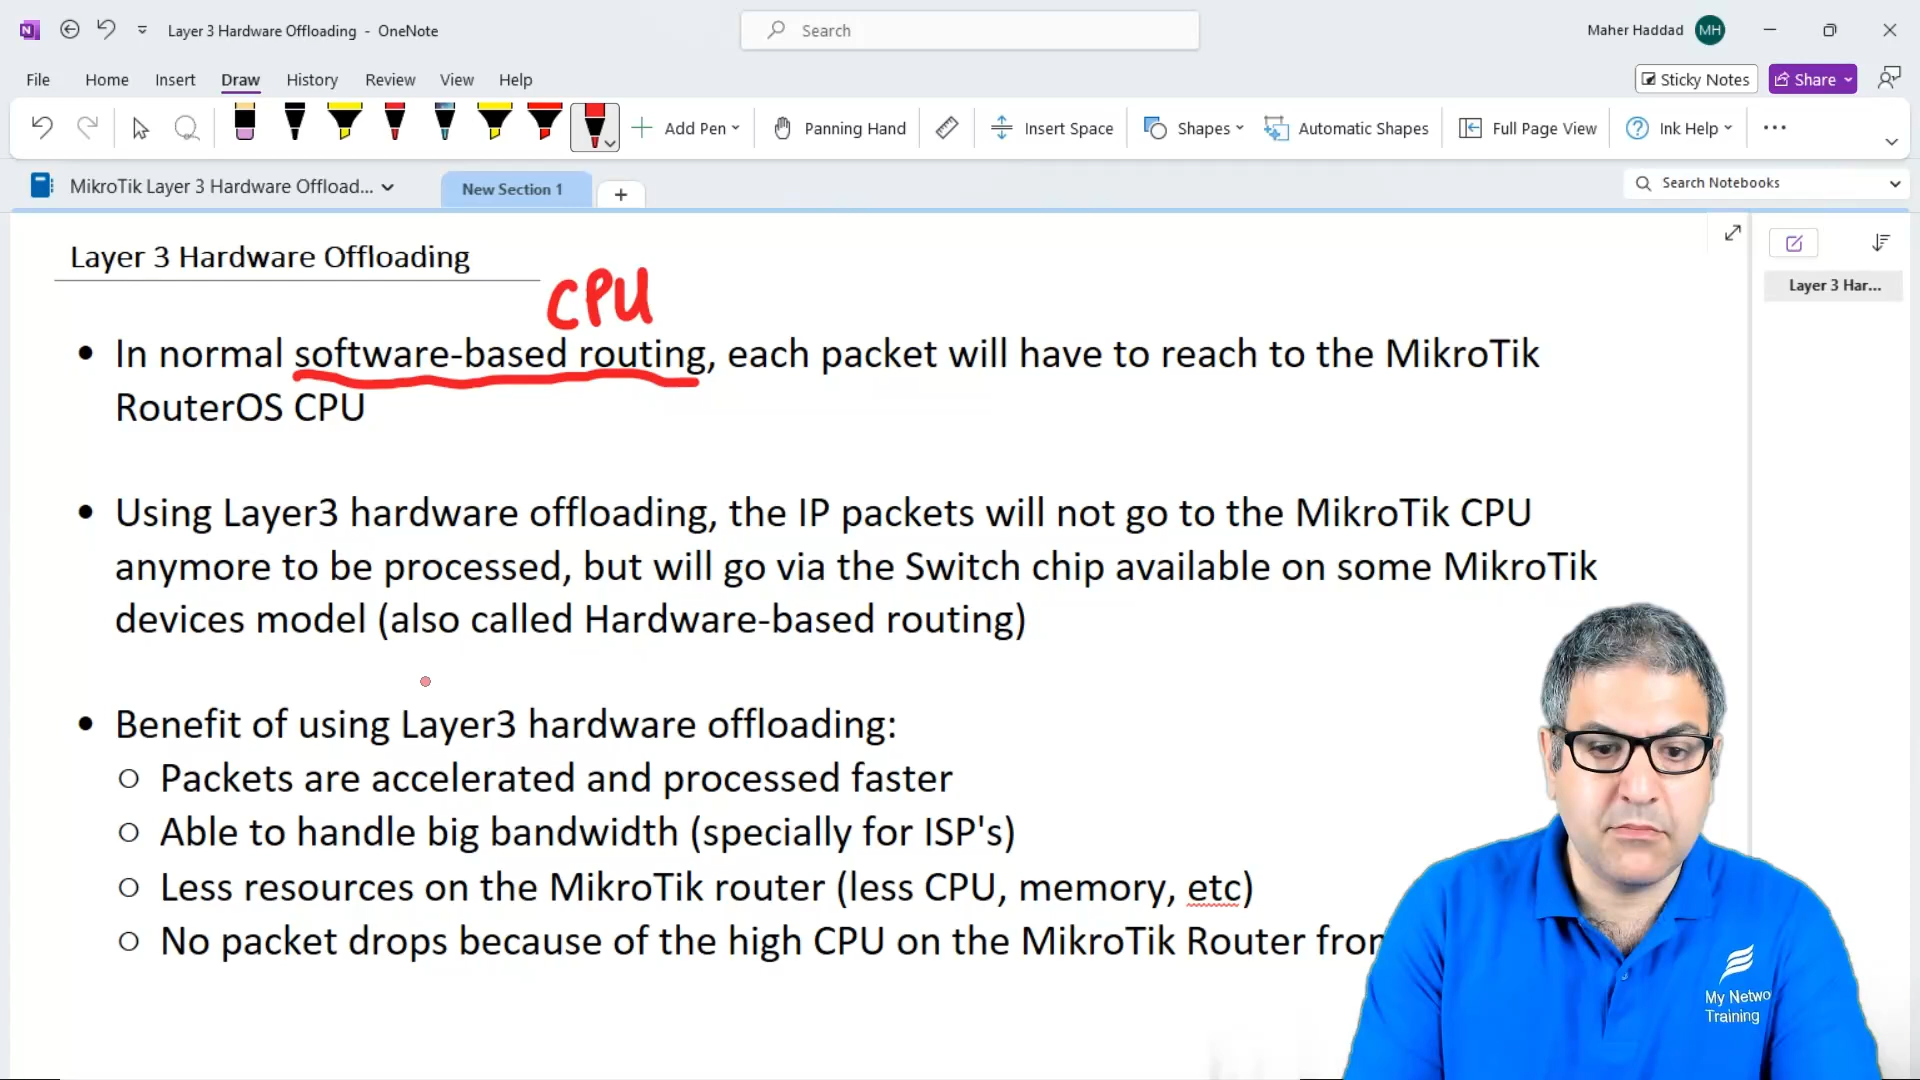 Layer 3 Hardware Offloading - OneNote
Search
Maher Haddad
MH
File Home Insert Draw History Review View Help
Sticky Notes
Share
Add Pen
Panning Hand
Insert Space
Shapes
Automatic Shapes
Full Page View
Ink Help
MikroTik Layer 3 Hardware Offload...
New Section 1
Search Notebooks
Layer 3 Hardware Offloading
Layer 3 Har...
CPU
• In normal software-based routing, each packet will have to reach to the MikroTik
RouterOS CPU
• Using Layer3 hardware offloading, the IP packets will not go to the MikroTik CPU
anymore to be processed, but will go via the Switch chip available on some MikroTik
devices model (also called Hardware-based routing)
• Benefit of using Layer3 hardware offloading:
○ Packets are accelerated and processed faster
○ Able to handle big bandwidth (specially for ISP's)
○ Less resources on the MikroTik router (less CPU, memory, etc)
○ No packet drops because of the high CPU on the MikroTik Router
My Netwo
Training